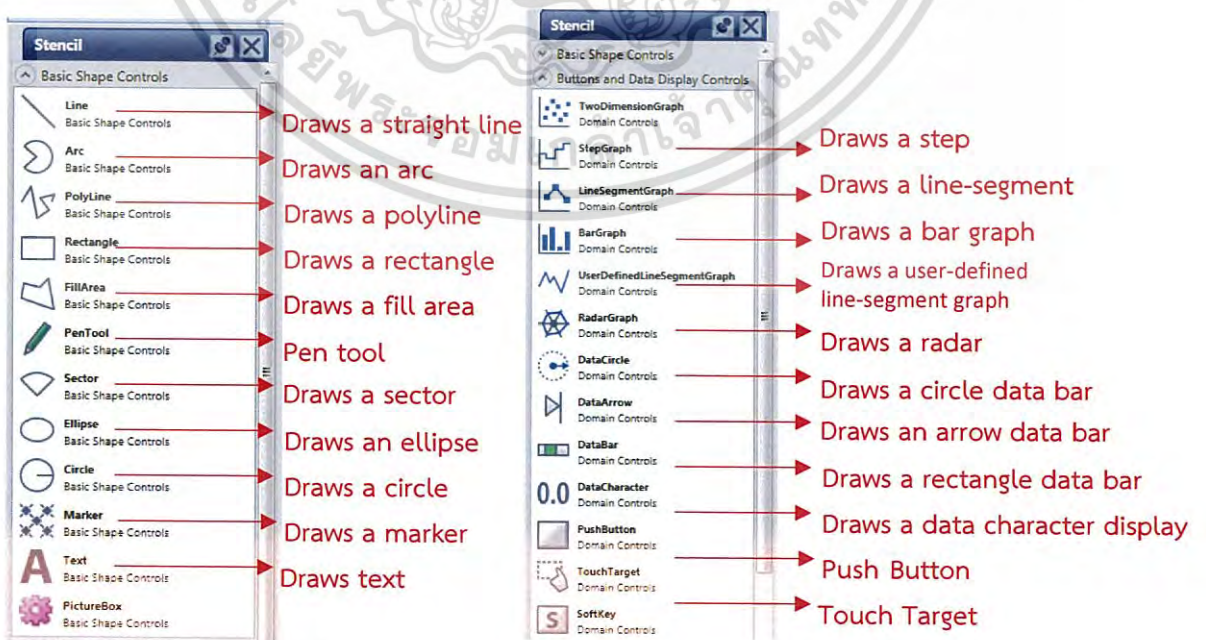 Stencil
Basic Shape Controls
Line
Basic Shape Controls
Draws a straight line
Arc
Basic Shape Controls
Draws an arc
PolyLine
Basic Shape Controls
Draws a polyline
Rectangle
Basic Shape Controls
Draws a rectangle
FillArea
Basic Shape Controls
Draws a fill area
PenTool
Basic Shape Controls
Pen tool
Sector
Basic Shape Controls
Draws a sector
Ellipse
Basic Shape Controls
Draws an ellipse
Circle
Basic Shape Controls
Draws a circle
Marker
Basic Shape Controls
Draws a marker
A Text
Basic Shape Controls
Draws text
PictureBox
Basic Shape Controls
Stencil
Basic Shape Controls
Buttons and Data Display Controls
TwoDimensionGraph
Domain Controls
StepGraph
Domain Controls
Draws a step
LineSegmentGraph
Domain Controls
Draws a line-segment
BarGraph
Domain Controls
Draws a bar graph
UserDefinedLineSegmentGraph
Domain Controls
Draws a user-defined
line-segment graph
RadarGraph
Domain Controls
Draws a radar
DataCircle
Domain Controls
Draws a circle data bar
DataArrow
Domain Controls
Draws an arrow data bar
DataBar
Domain Controls
Draws a rectangle data bar
0.0 DataCharacter
Domain Controls
Draws a data character display
PushButton
Domain Controls
Push Button
TouchTarget
Domain Controls
Touch Target
S SoftKey
Domain Controls